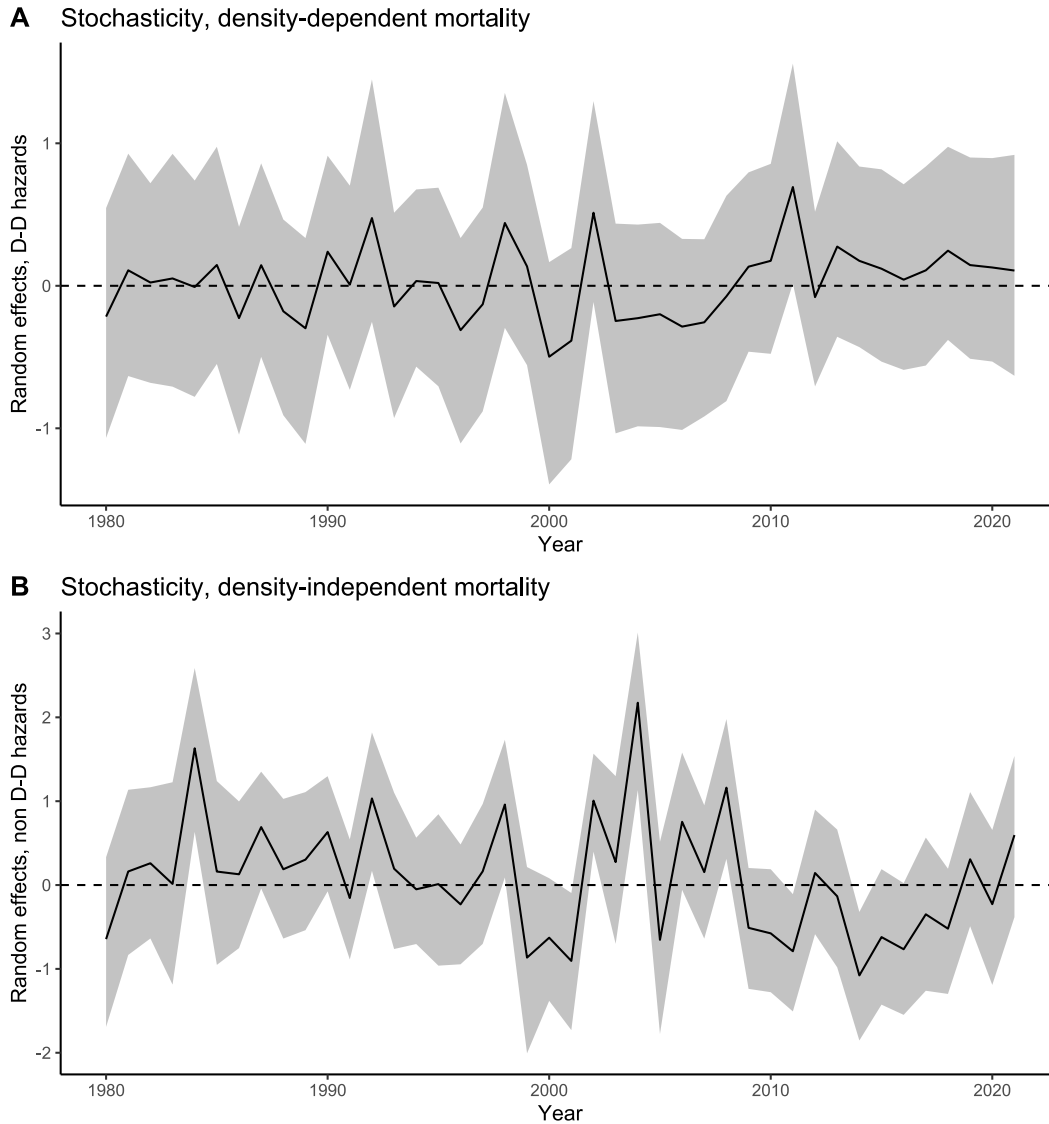 A Stochasticity, density-dependent mortality
Random effects, D-D hazards
1
0
-1
1980 1990 2000 2010 2020
Year
B Stochasticity, density-independent mortality
Random effects, non D-D hazards
3
2
1
0
-1
-2
1980 1990 2000 2010 2020
Year